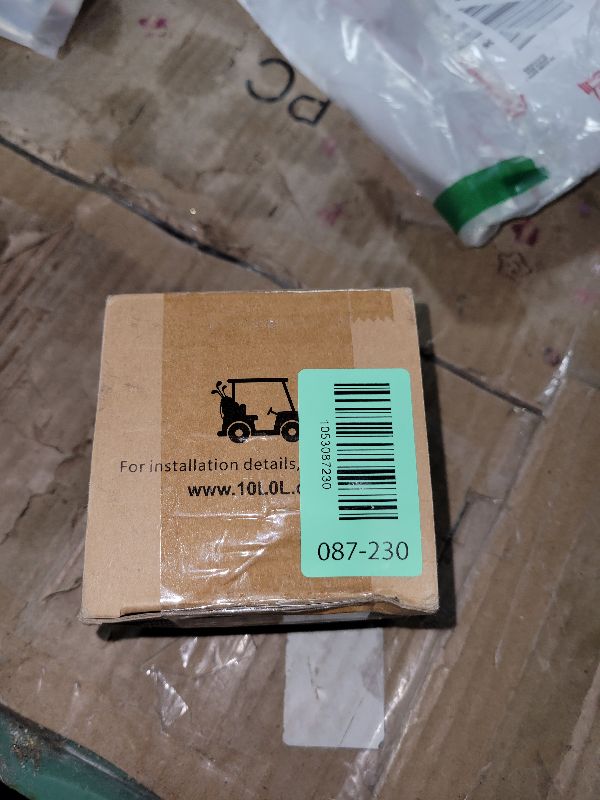 PC
For installation details,
www.10L0L.c
1053087230
087-230